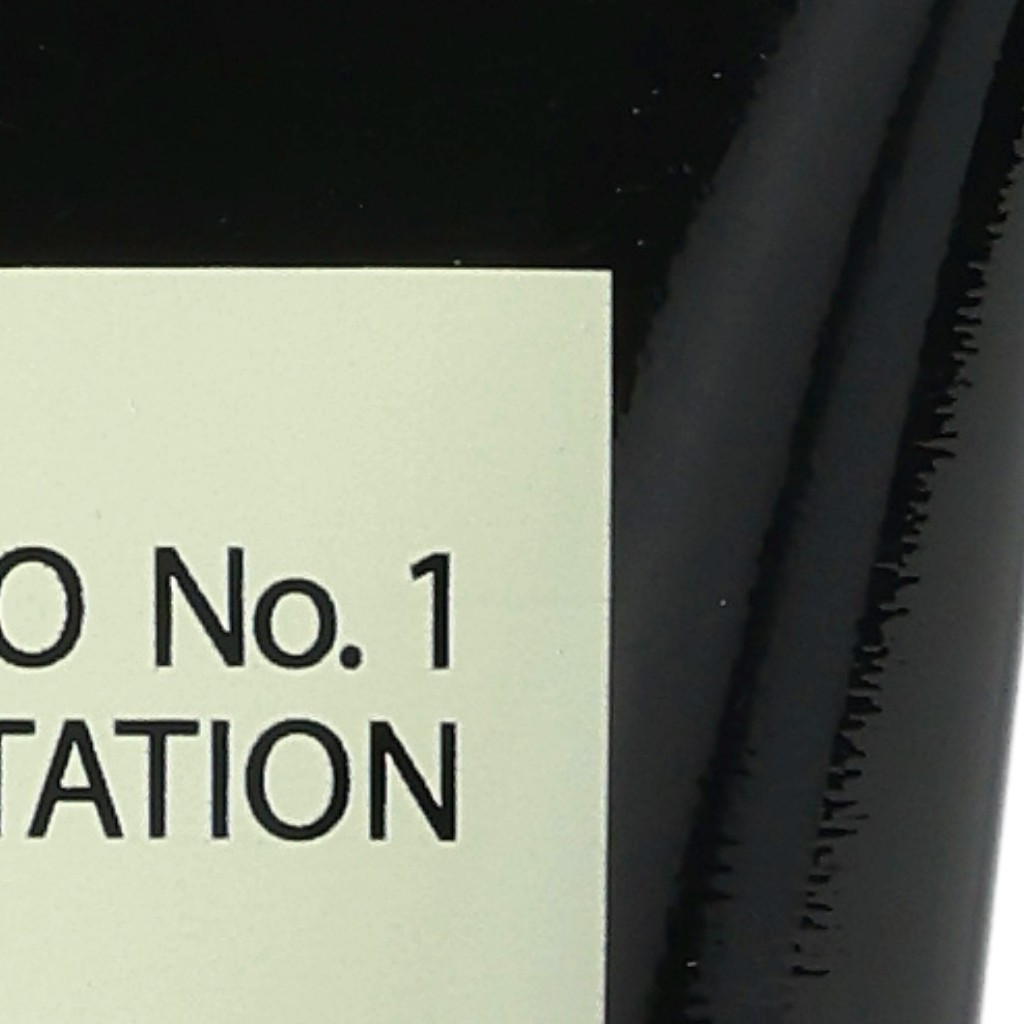 O No. 1
TATION